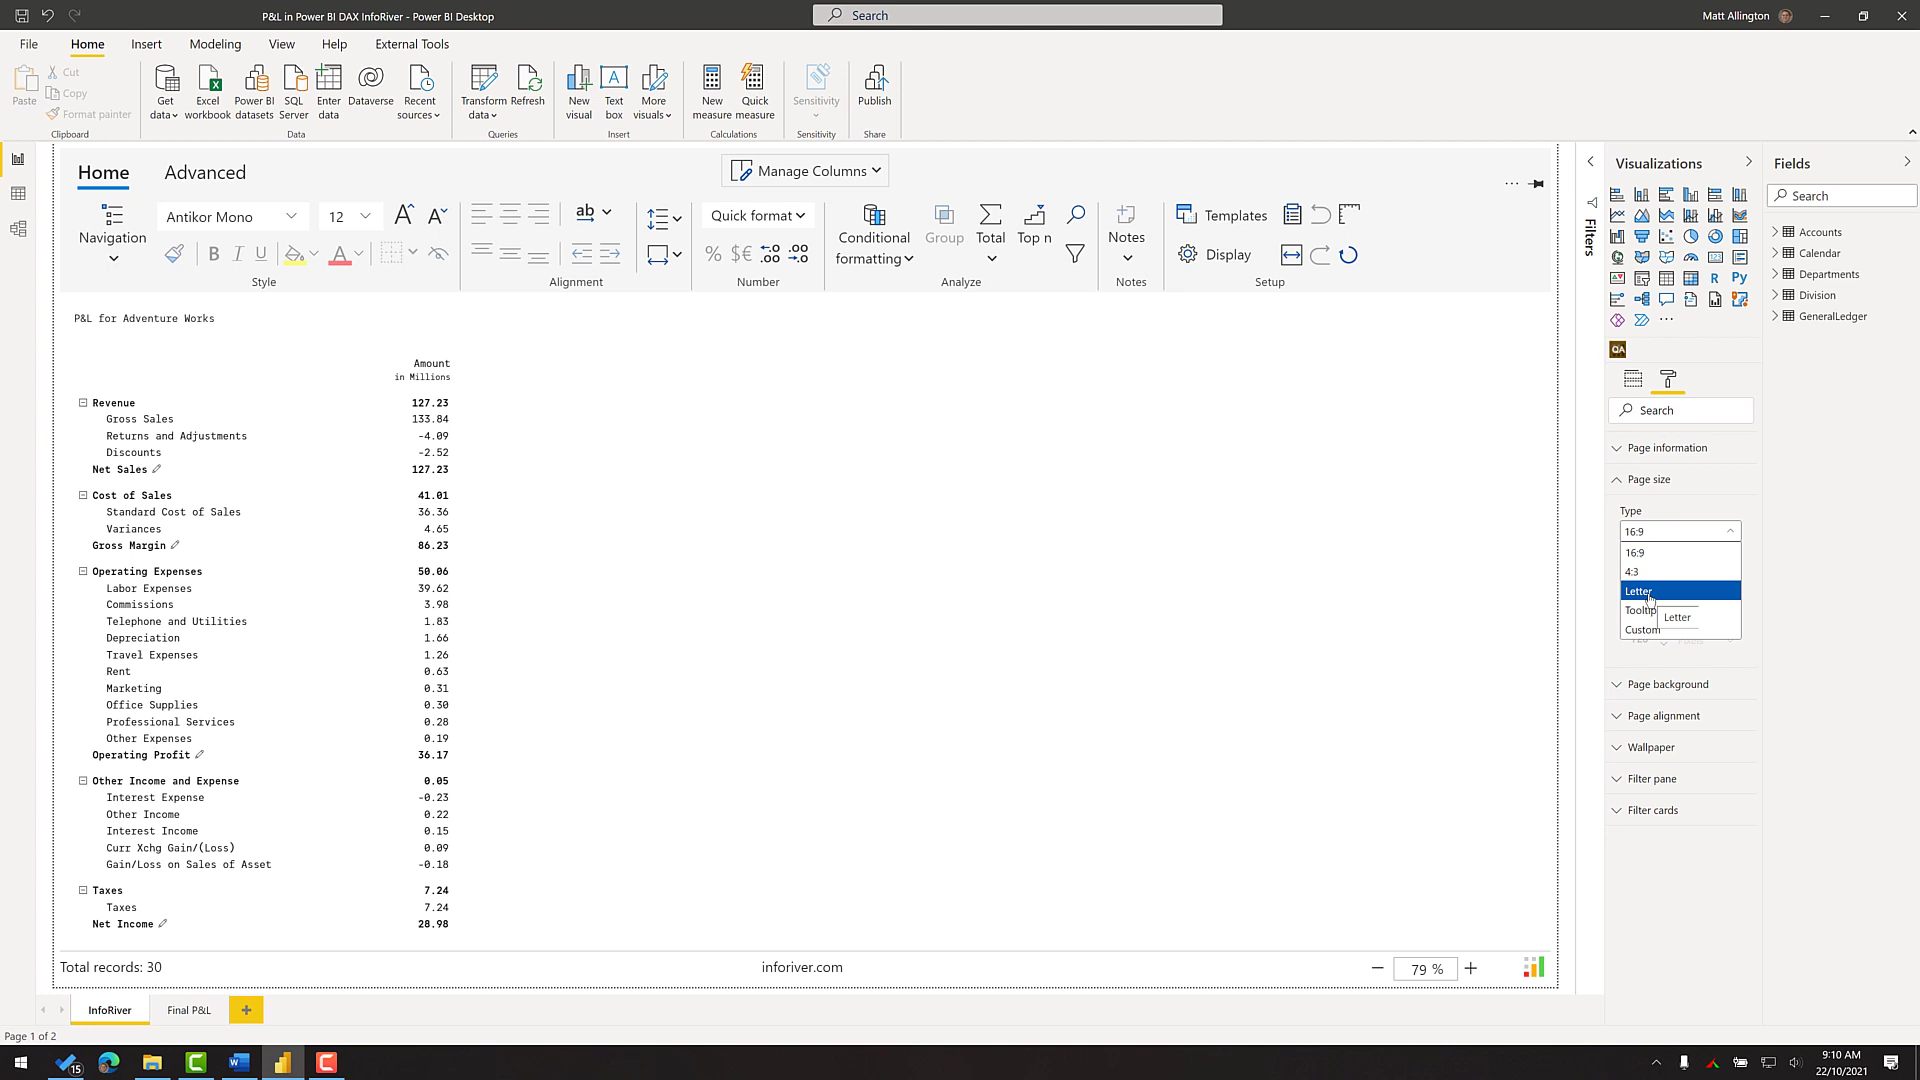 P&L in Power BI DAX InfoRiver - Power BI Desktop
Search
Matt Allington
File Home Insert Modeling View Help External Tools
Paste
Cut
Copy
Format painter
Clipboard
Get data
Excel workbook
Power BI datasets
SQL Server
Enter data
Dataverse
Recent sources
Data
Transform data
Refresh
Queries
New visual
Text box
More visuals
Insert
New measure
Quick measure
Calculations
Sensitivity
Sensitivity
Publish
Share
Home Advanced
Manage Columns
Navigation
Antikor Mono 12
B I U
Style
ab
Alignment
Quick format
% $€ .00 .00
Number
Conditional formatting
Group
Total
Top n
Analyze
Notes
Notes
Templates
Display
Setup
P&L for Adventure Works
Amount
in Millions
Revenue 127.23
Gross Sales 133.84
Returns and Adjustments -4.09
Discounts -2.52
Net Sales 127.23
Cost of Sales 41.01
Standard Cost of Sales 36.36
Variances 4.65
Gross Margin 86.23
Operating Expenses 50.06
Labor Expenses 39.62
Commissions 3.98
Telephone and Utilities 1.83
Depreciation 1.66
Travel Expenses 1.26
Rent 0.63
Marketing 0.31
Office Supplies 0.30
Professional Services 0.28
Other Expenses 0.19
Operating Profit 36.17
Other Income and Expense 0.05
Interest Expense -0.23
Other Income 0.22
Interest Income 0.15
Curr Xchg Gain/(Loss) 0.09
Gain/Loss on Sales of Asset -0.18
Taxes 7.24
Taxes 7.24
Net Income 28.98
Total records: 30
inforiver.com
79 %
Filters
Visualizations
R Py
QA
Search
Page information
Page size
Type
16:9
16:9
4:3
Letter
Tooltip
Letter
Custom
Page background
Page alignment
Wallpaper
Filter pane
Filter cards
Fields
Search
Accounts
Calendar
Departments
Division
GeneralLedger
InfoRiver Final P&L
Page 1 of 2
15
9:10 AM
22/10/2021